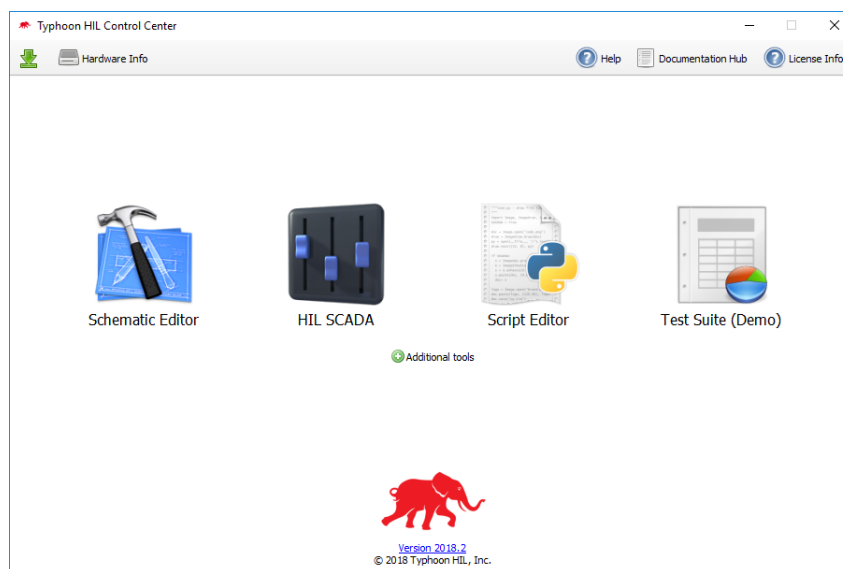 Typhoon HIL Control Center
Hardware Info
Help
Documentation Hub
License Info
Schematic Editor
HIL SCADA
Script Editor
Test Suite (Demo)
Additional tools
Version 2018.2
© 2018 Typhoon HIL, Inc.